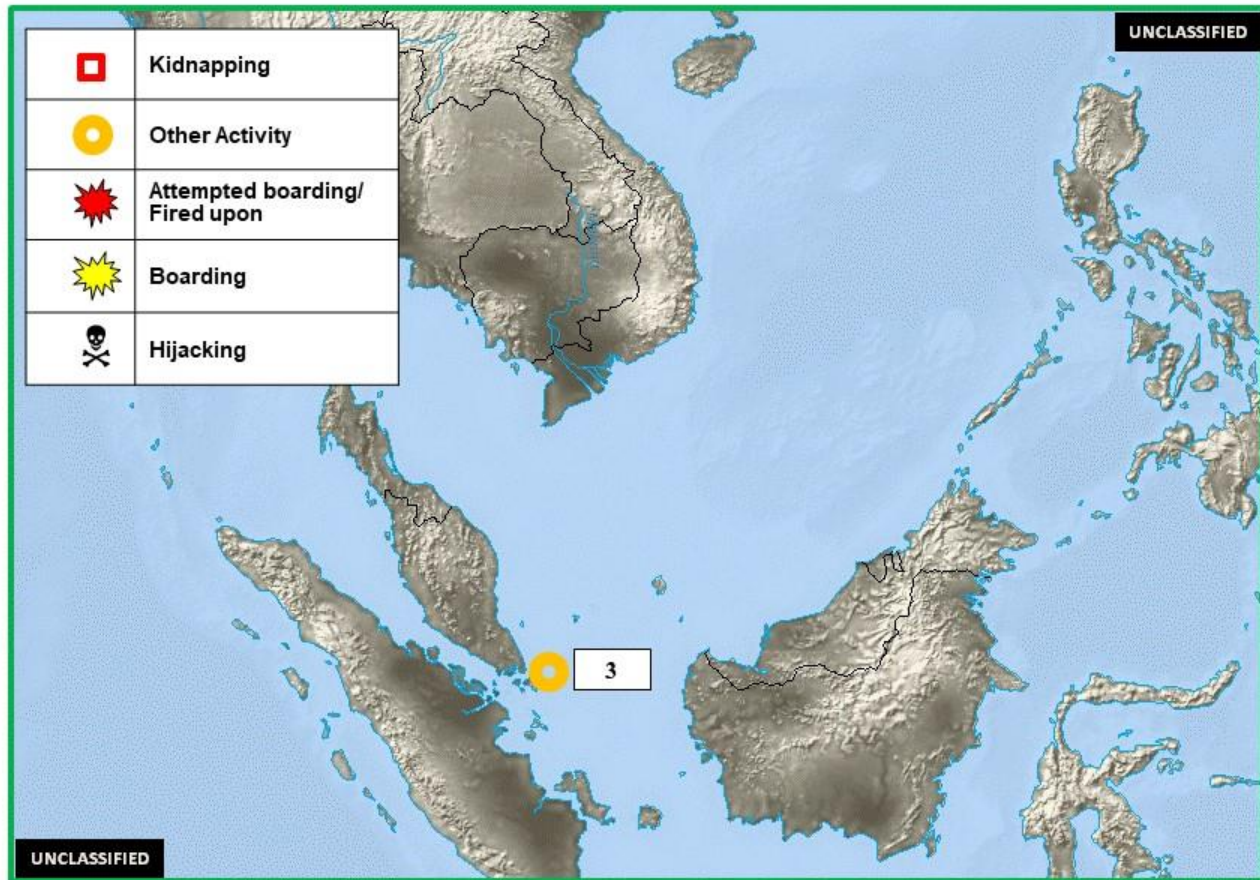 UNCLASSIFIED
Kidnapping
Other Activity
Attempted boarding/
Fired upon
Boarding
Hijacking
3
UNCLASSIFIED